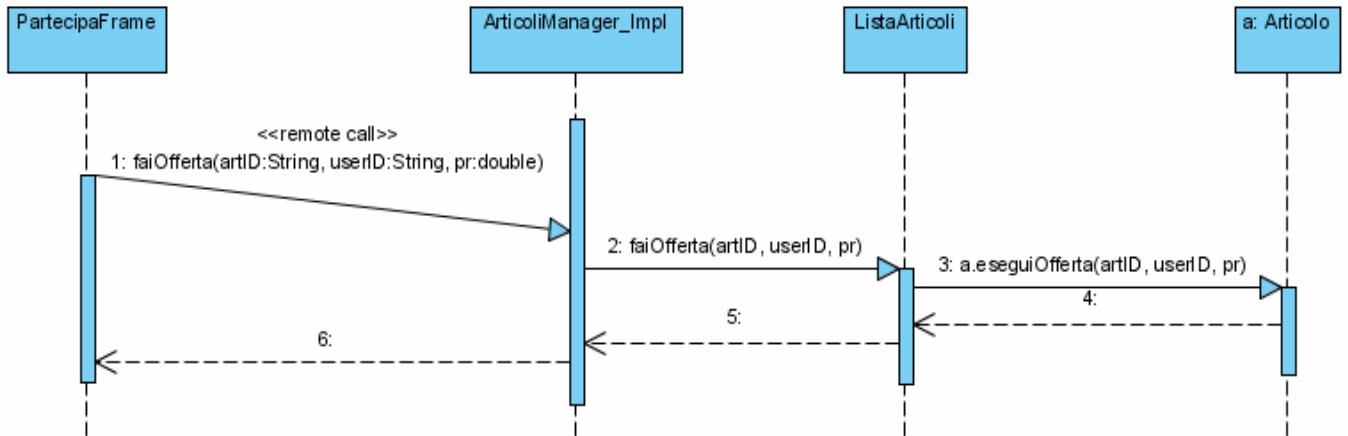 PartecipaFrame
ArticoliManager_Impl
ListaArticoli
a: Articolo
<<remote call>>
1: faiOfferta(artID:String, userID:String, pr:double)
2: faiOfferta(artID, userID, pr)
3: a.eseguiOfferta(artID, userID, pr)
4:
5:
6: